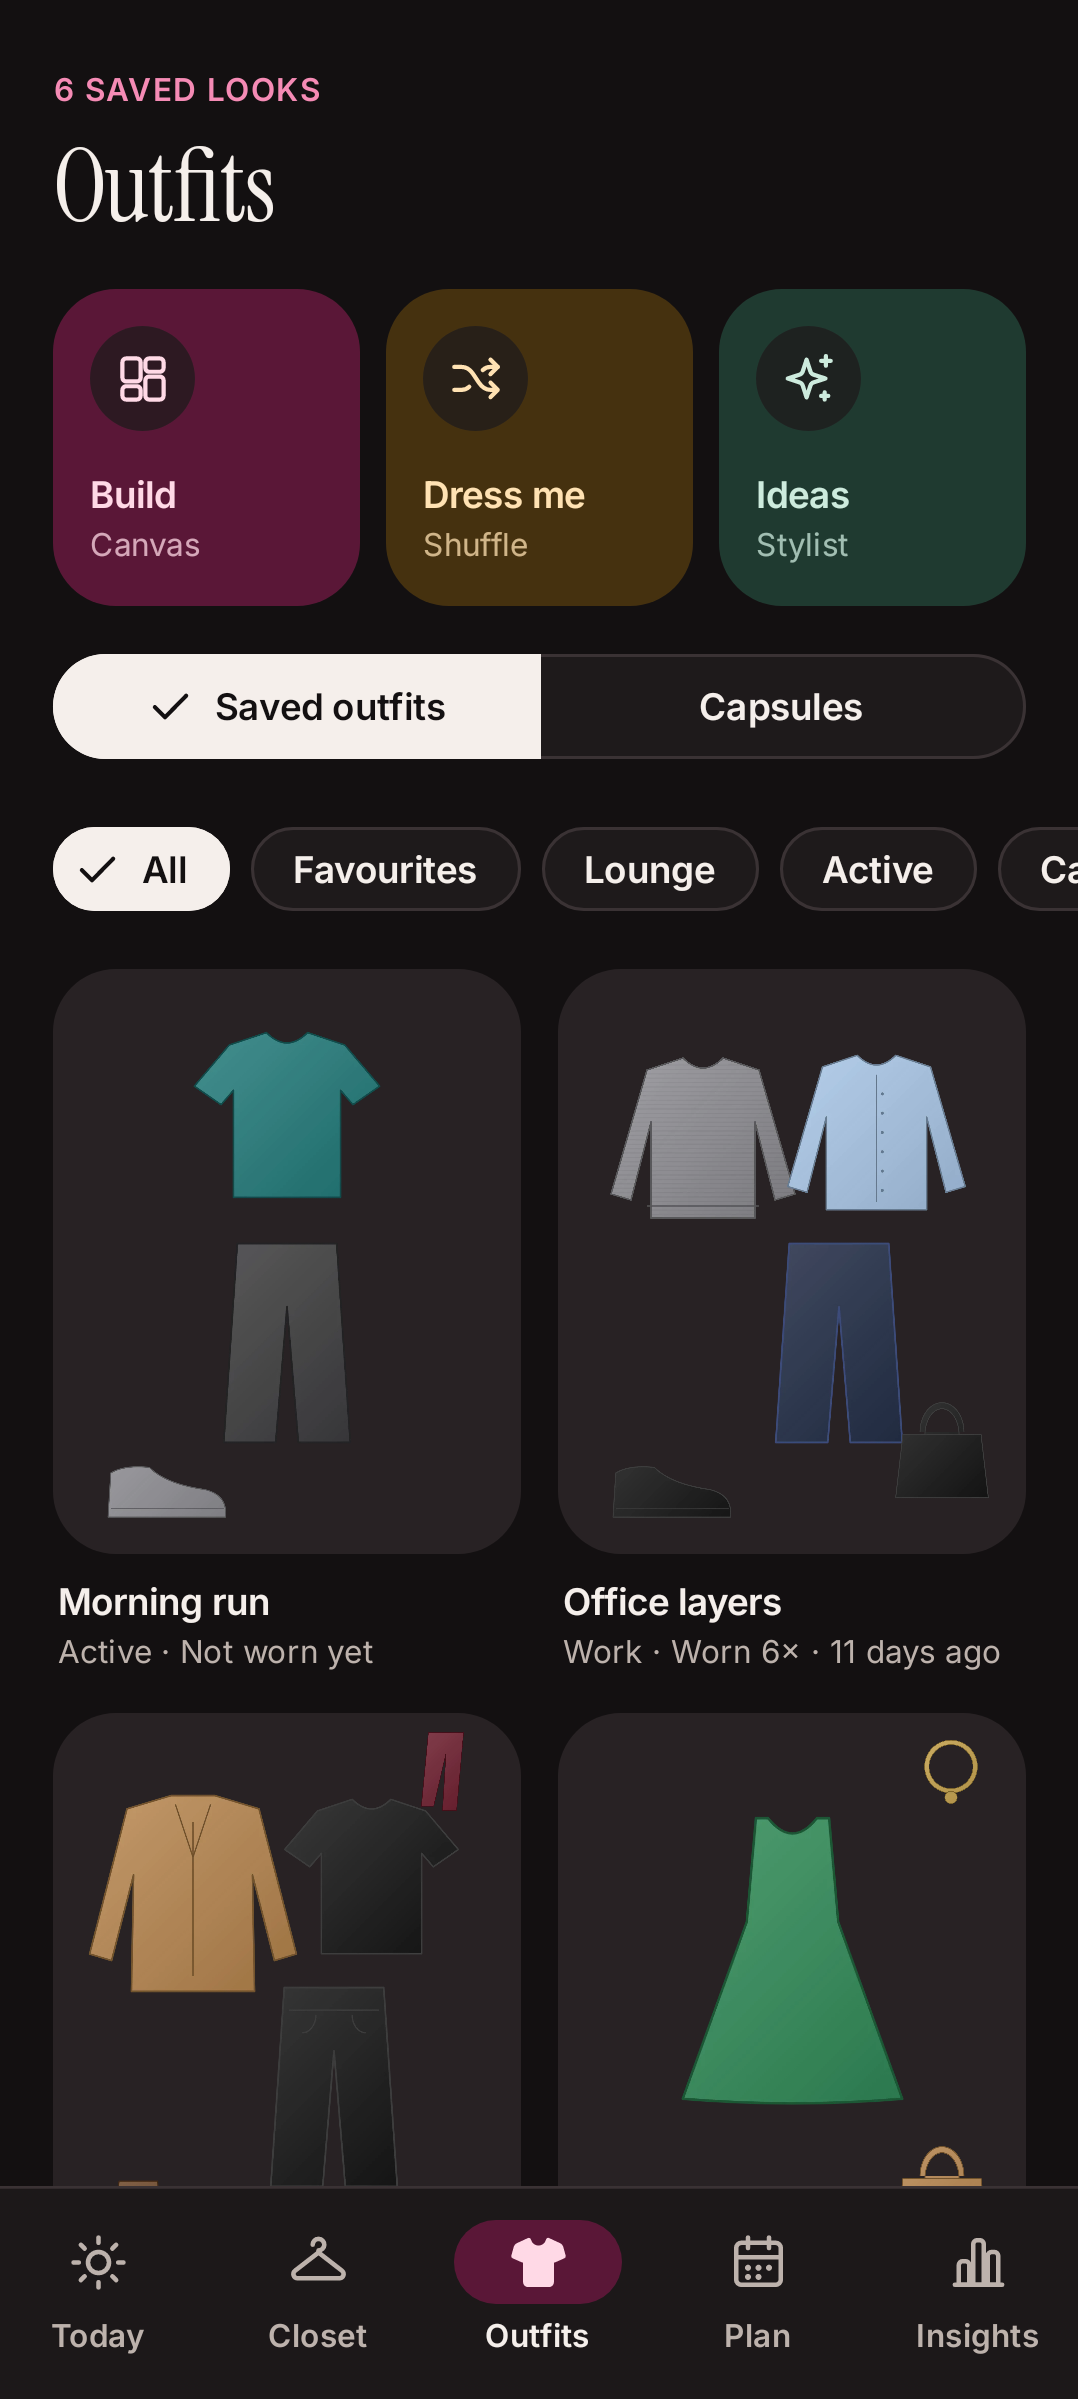 6 SAVED LOOKS
Outfits
Build
Canvas
Dress me
Shuffle
Ideas
Stylist
Saved outfits
Capsules
All
Favourites
Lounge
Active
Ca
Morning run
Active · Not worn yet
Office layers
Work · Worn 6× · 11 days ago
Today
Closet
Outfits
Plan
Insights